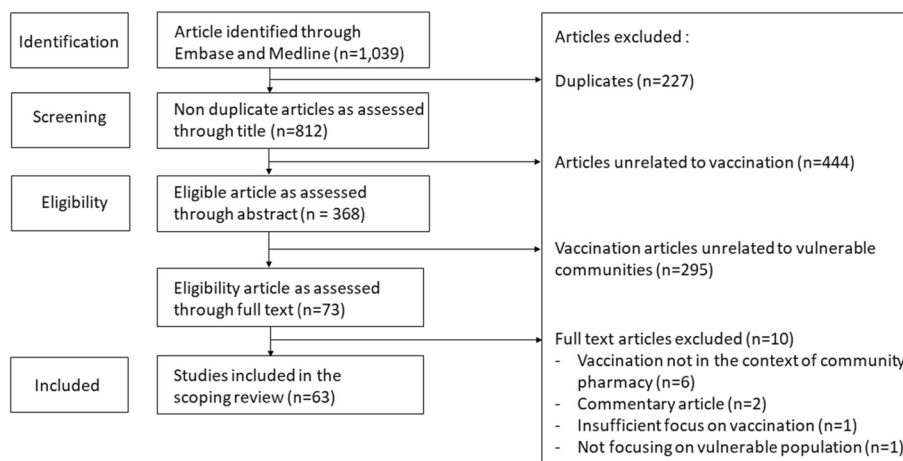 Identification
Article identified through
Embase and Medline (n=1,039)
Articles excluded :
Duplicates (n=227)
Screening
Non duplicate articles as assessed
through title
(n=812)
Articles unrelated to vaccination (n=444)
Eligibility
Eligible article as assessed
through abstract (n = 368)
Vaccination articles unrelated to vulnerable
communities (n=295)
Eligibility article as assessed
through full text (n=73)
Full text articles excluded (n=10)
- Vaccination not in the context of community
pharmacy (n=6)
- Commentary article (n=2)
- Insufficient focus on vaccination (n=1)
- Not focusing on vulnerable population (n=1)
Included
Studies included in the
scoping review (n=63)